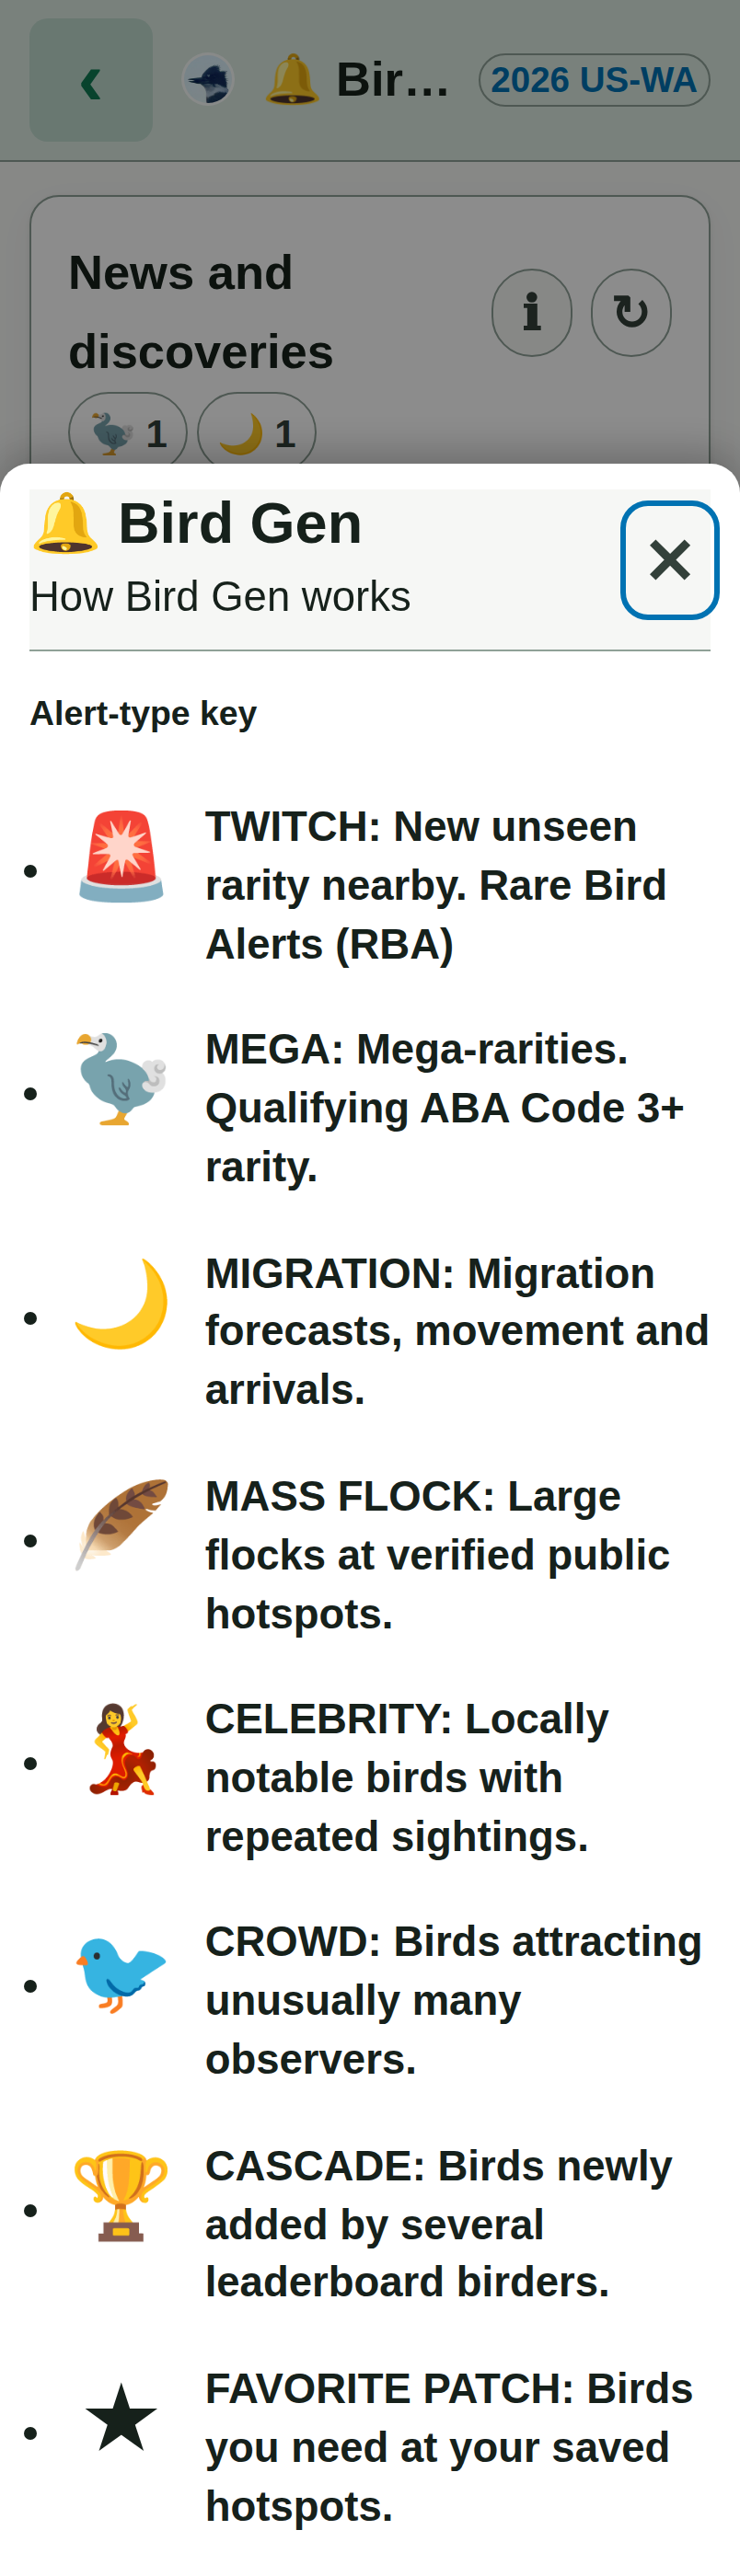 ‹ 🔔 Bir... 2026 US-WA
News and
discoveries
ℹ ↻
🦤 1 🌙 1
🔔 Bird Gen
How Bird Gen works
✕
Alert-type key
• 🚨 TWITCH: New unseen
rarity nearby. Rare Bird
Alerts (RBA)
• 🦤 MEGA: Mega-rarities.
Qualifying ABA Code 3+
rarity.
• 🌙 MIGRATION: Migration
forecasts, movement and
arrivals.
• 🪶 MASS FLOCK: Large
flocks at verified public
hotspots.
• 💃 CELEBRITY: Locally
notable birds with
repeated sightings.
• 🐦 CROWD: Birds attracting
unusually many
observers.
• 🏆 CASCADE: Birds newly
added by several
leaderboard birders.
• ★ FAVORITE PATCH: Birds
you need at your saved
hotspots.